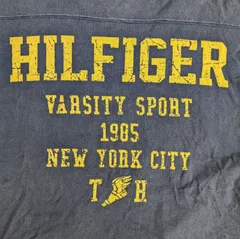 HILFIGER
VARSITY SPORT
1985
NEW YORK CITY
T H